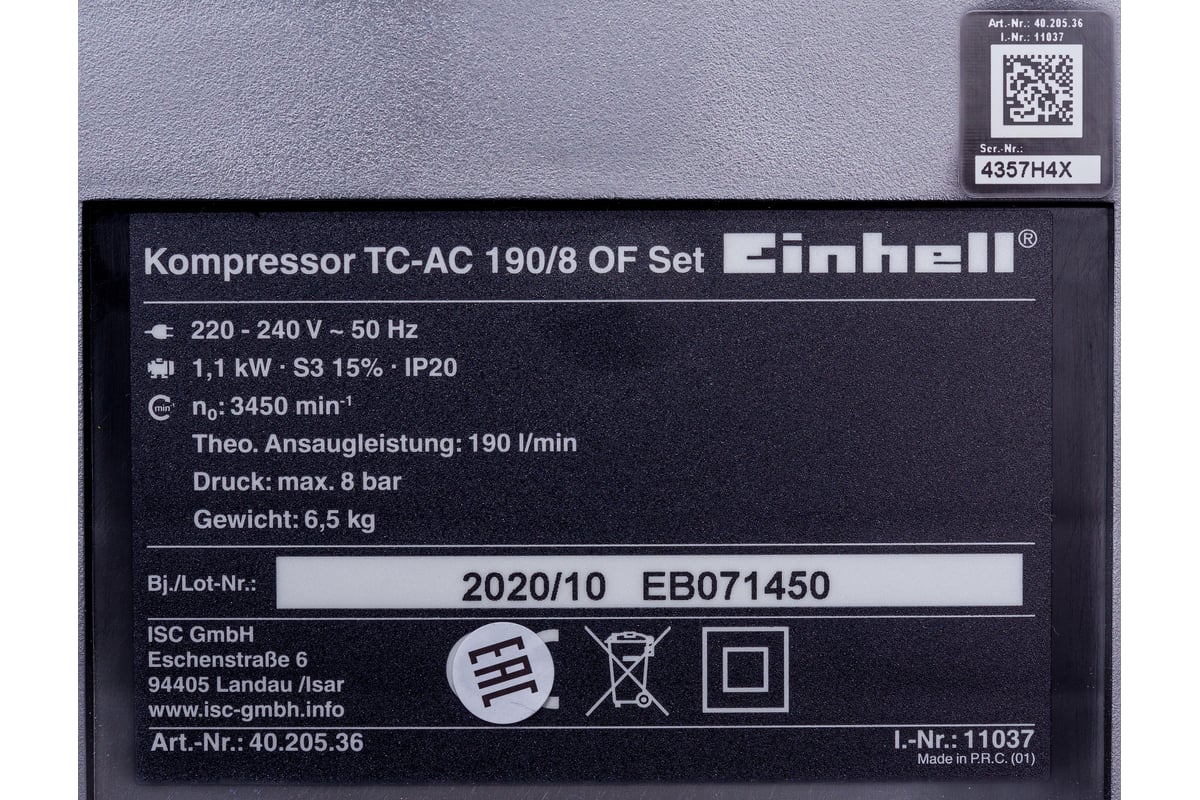 Art.-Nr.: 40.205.36
I.-Nr.: 11037
Ser.-Nr.:
4357H4X
Kompressor TC-AC 190/8 OF Set Einhell®
220 - 240 V ~ 50 Hz
1,1 kW · S3 15% · IP20
min⁻¹ n₀: 3450 min⁻¹
Theo. Ansaugleistung: 190 l/min
Druck: max. 8 bar
Gewicht: 6,5 kg
Bj./Lot-Nr.: 2020/10 EB071450
ISC GmbH
Eschenstraße 6
94405 Landau /Isar
www.isc-gmbh.info
EAC
Art.-Nr.: 40.205.36 I.-Nr.: 11037
Made in P.R.C. (01)